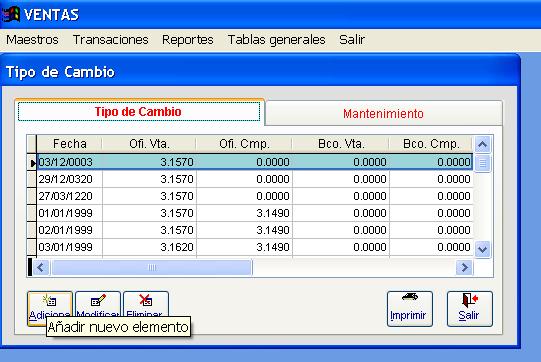 VENTAS
Maestros Transaciones Reportes Tablas generales Salir
Tipo de Cambio
Tipo de Cambio Mantenimiento
Fecha Ofi. Vta. Ofi. Cmp. Bco. Vta. Bco. Cmp.
03/12/0003 3.1570 0.0000 0.0000 0.0000
29/12/0320 3.1570 0.0000 0.0000 0.0000
27/03/1220 3.1570 0.0000 0.0000 0.0000
01/01/1999 3.1570 3.1490 0.0000 0.0000
02/01/1999 3.1570 3.1490 0.0000 0.0000
03/01/1999 3.1620 3.1490 0.0000 0.0000
Adiciona Modificar Eliminar Imprimir Salir
Añadir nuevo elemento